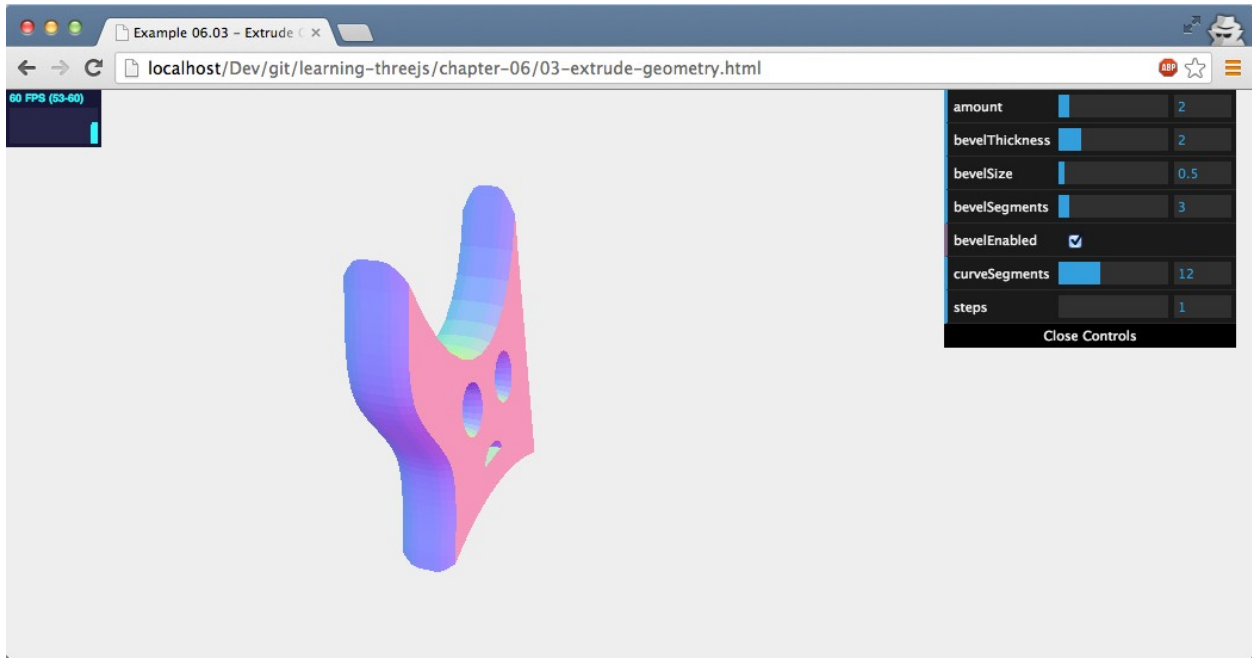 Example 06.03 – Extrude G
localhost/Dev/git/learning-threejs/chapter-06/03-extrude-geometry.html
ABP
60 FPS (53-60)
amount 2
bevelThickness 2
bevelSize 0.5
bevelSegments 3
bevelEnabled
curveSegments 12
steps 1
Close Controls